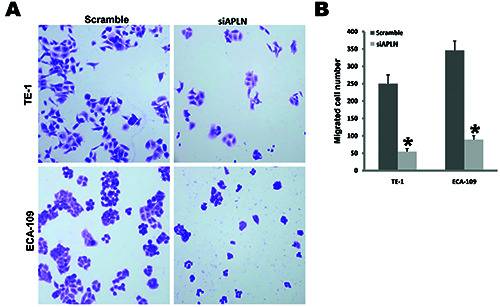 A
Scramble
siAPLN
TE-1
ECA-109
B
Migrated cell number
400
350
300
250
200
150
100
50
0
Scramble
siAPLN
*
*
TE-1
ECA-109